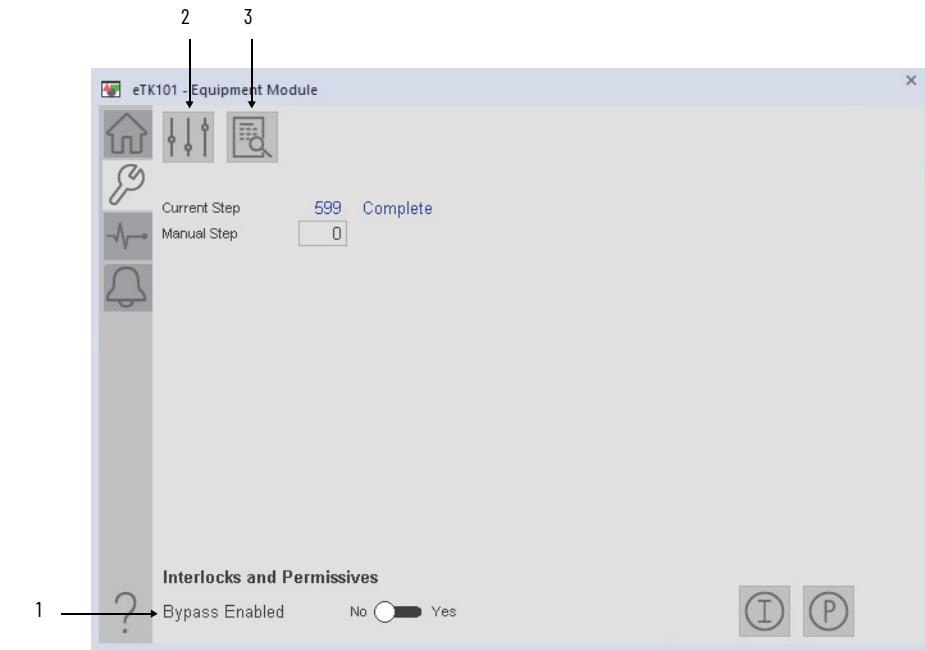 2 3
eTK101 - Equipment Module
Current Step 599 Complete
Manual Step 0
Interlocks and Permissives
1 Bypass Enabled No Yes
? I P